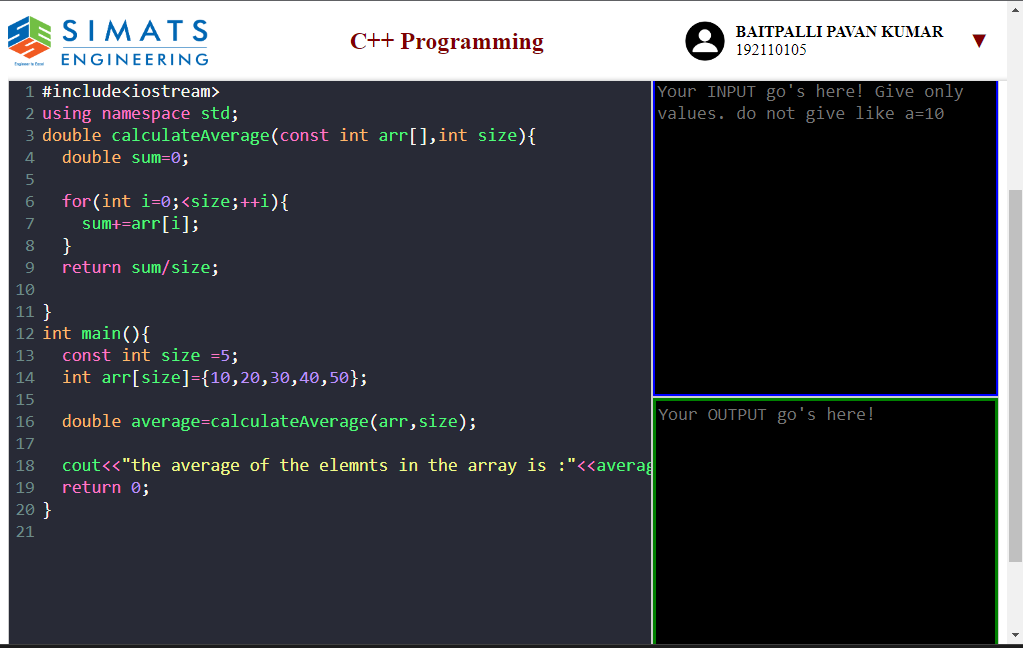 SIMATS
ENGINEERING
Engineer to Excel
C++ Programming
BAITPALLI PAVAN KUMAR
192110105
1 #include<iostream>
2 using namespace std;
3 double calculateAverage(const int arr[],int size){
4   double sum=0;
5
6   for(int i=0;<size;++i){
7     sum+=arr[i];
8   }
9   return sum/size;
10
11 }
12 int main(){
13   const int size =5;
14   int arr[size]={10,20,30,40,50};
15
16   double average=calculateAverage(arr,size);
17
18   cout<<"the average of the elemnts in the array is :"<<averag
19   return 0;
20 }
21
Your INPUT go's here! Give only
values. do not give like a=10
Your OUTPUT go's here!